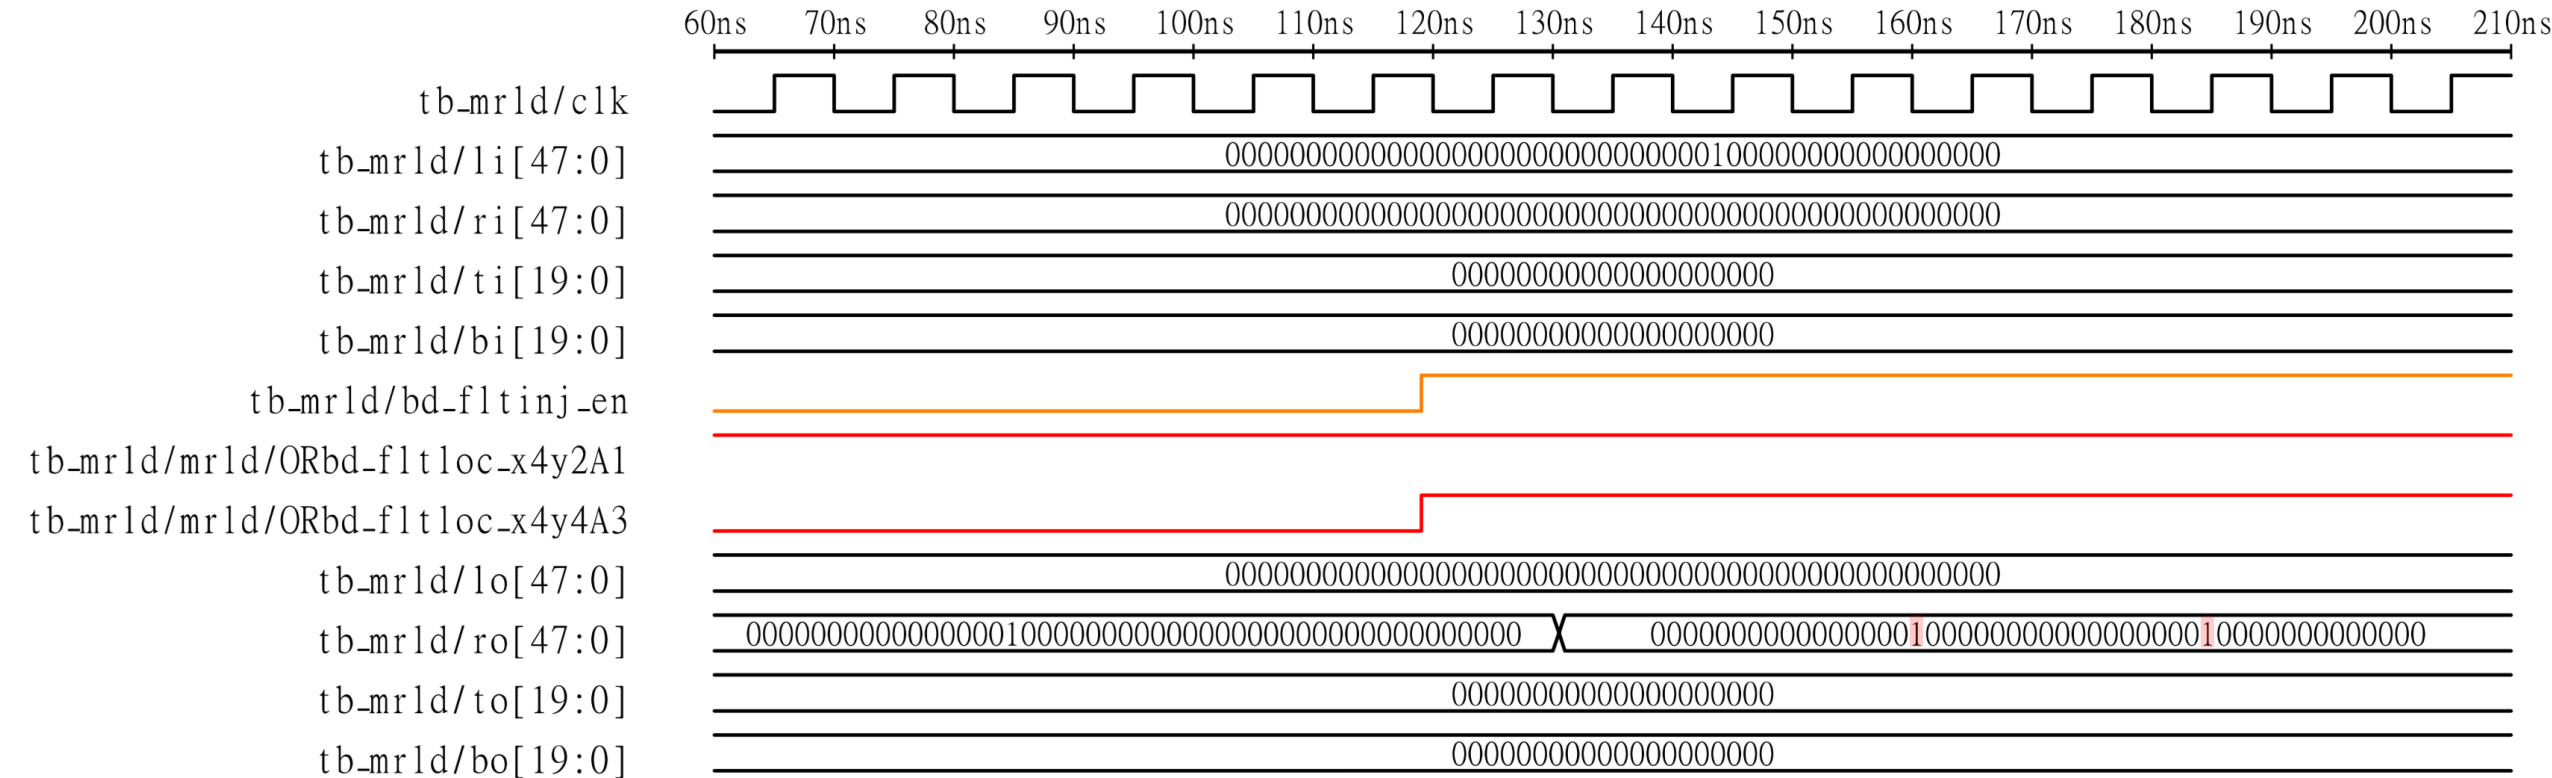 60ns 70ns 80ns 90ns 100ns 110ns 120ns 130ns 140ns 150ns 160ns 170ns 180ns 190ns 200ns 210ns
tb_mrld/clk
tb_mrld/li[47:0] 000000000000000000000000000000100000000000000000
tb_mrld/ri[47:0] 000000000000000000000000000000000000000000000000
tb_mrld/ti[19:0] 00000000000000000000
tb_mrld/bi[19:0] 00000000000000000000
tb_mrld/bd_fltinj_en
tb_mrld/mrld/ORbd_fltloc_x4y2A1
tb_mrld/mrld/ORbd_fltloc_x4y4A3
tb_mrld/lo[47:0] 000000000000000000000000000000000000000000000000
tb_mrld/ro[47:0] 000000000000000010000000000000000000000000000000 000000000000000010000000000000000010000000000000
tb_mrld/to[19:0] 00000000000000000000
tb_mrld/bo[19:0] 00000000000000000000